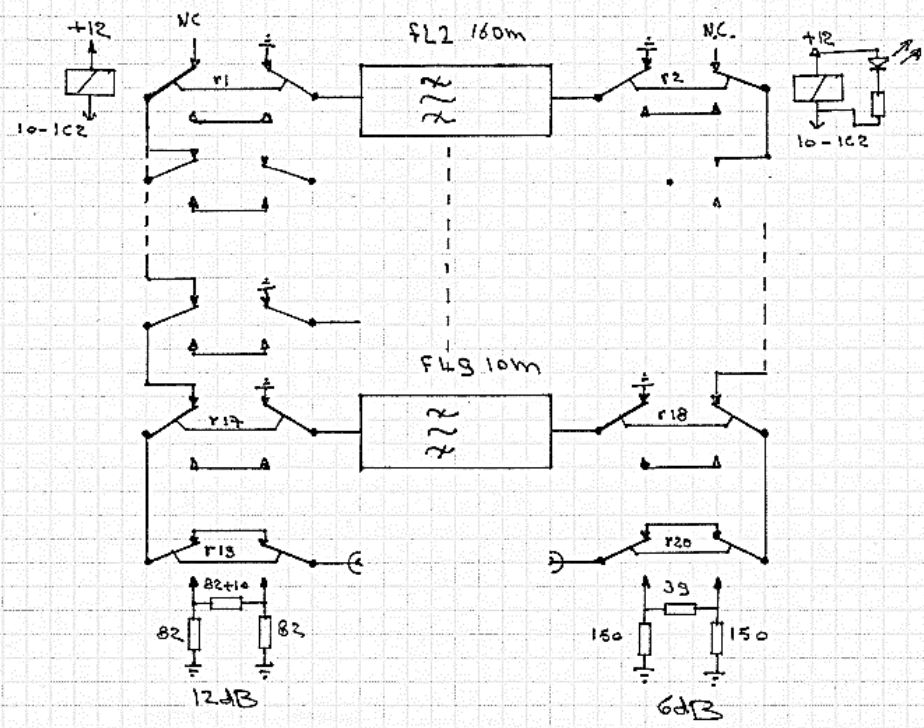 +12
NC
FL2 160m
N.C.
+12
r1
r2
10-1C2
10-1C2
FL9 10m
r17
r18
r19
r20
82+10
39
82
82
150
150
12dB
6dB